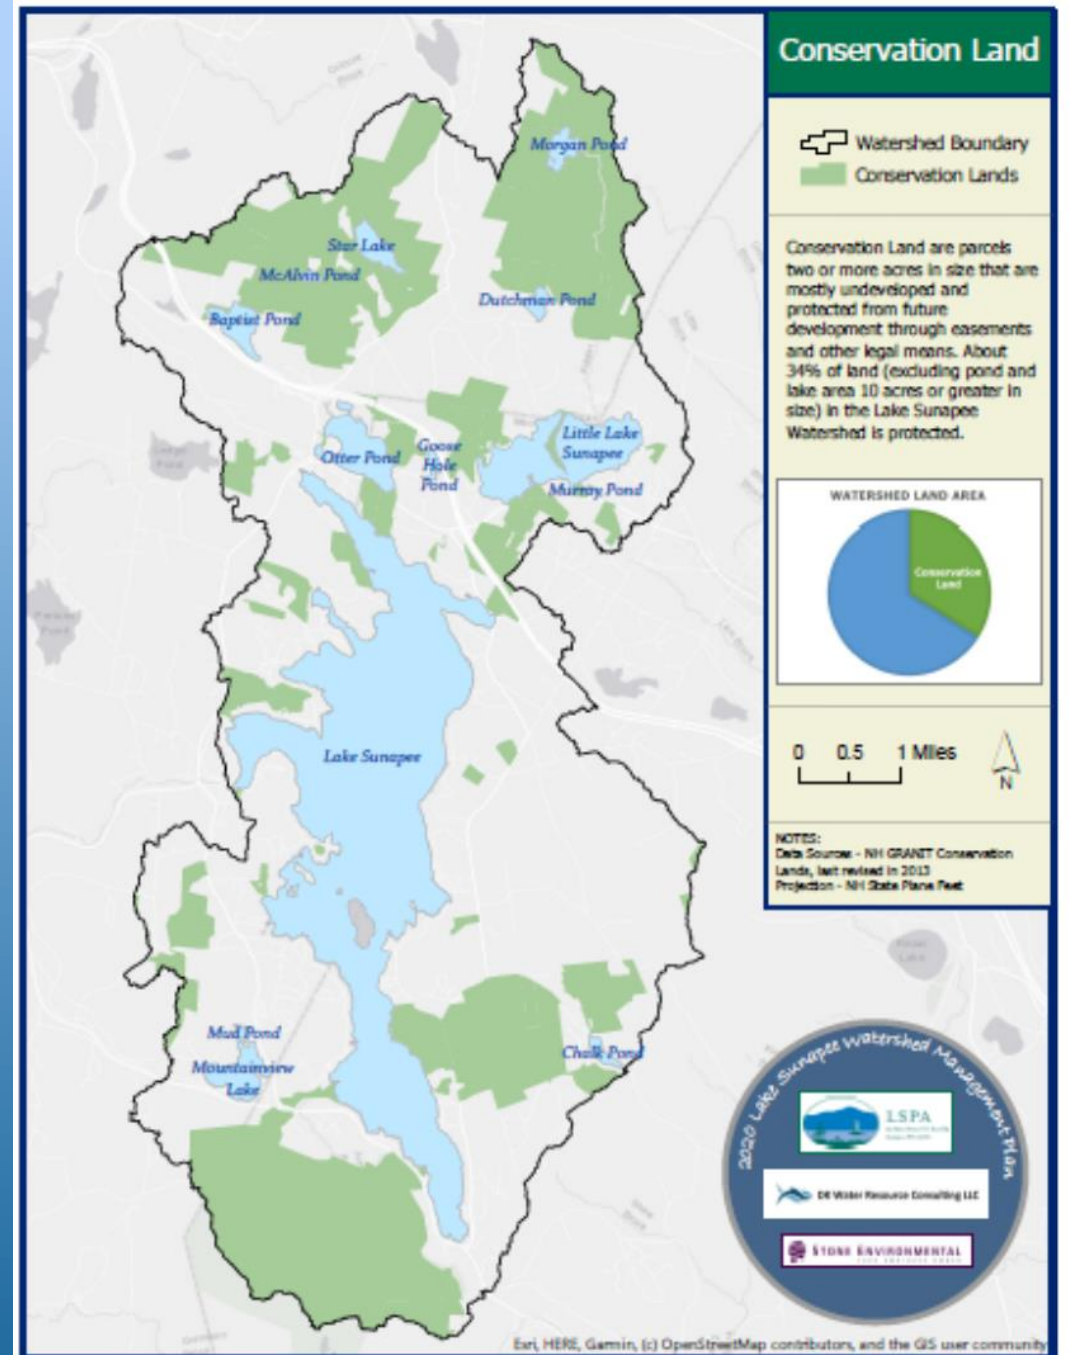 Conservation Land
Watershed Boundary
Conservation Lands
Conservation Land are parcels
two or more acres in size that are
mostly undeveloped and
protected from future
development through easements
and other legal means. About
34% of land (excluding pond and
lake area 10 acres or greater in
size) in the Lake Sunapee
Watershed is protected.
WATERSHED LAND AREA
Conservation
Land
0 0.5 1 Miles
N
NOTES:
Data Sources - NH GRANIT Conservation
Lands, last revised in 2013
Projection - NH State Plane Feet
Morgan Pond
Star Lake
McAlvin Pond
Dutchman Pond
Baptist Pond
Little Lake
Sunapee
Otter Pond
Goose
Hole
Pond
Murray Pond
Lake Sunapee
Mud Pond
Mountainview
Lake
Chalk Pond
2020 Lake Sunapee Watershed Management Plan
LSPA
DK Water Resource Consulting LLC
STONE ENVIRONMENTAL
Esri, HERE, Garmin, (c) OpenStreetMap contributors, and the GIS user community